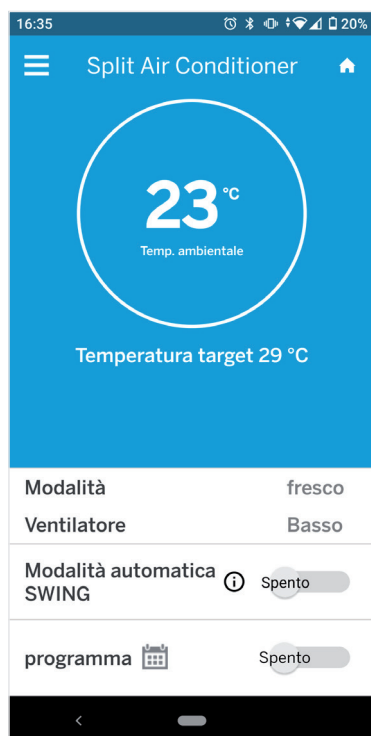 16:35 20%
Split Air Conditioner
23 °C
Temp. ambientale
Temperatura target 29 °C
Modalità fresco
Ventilatore Basso
Modalità automatica
SWING Spento
programma Spento